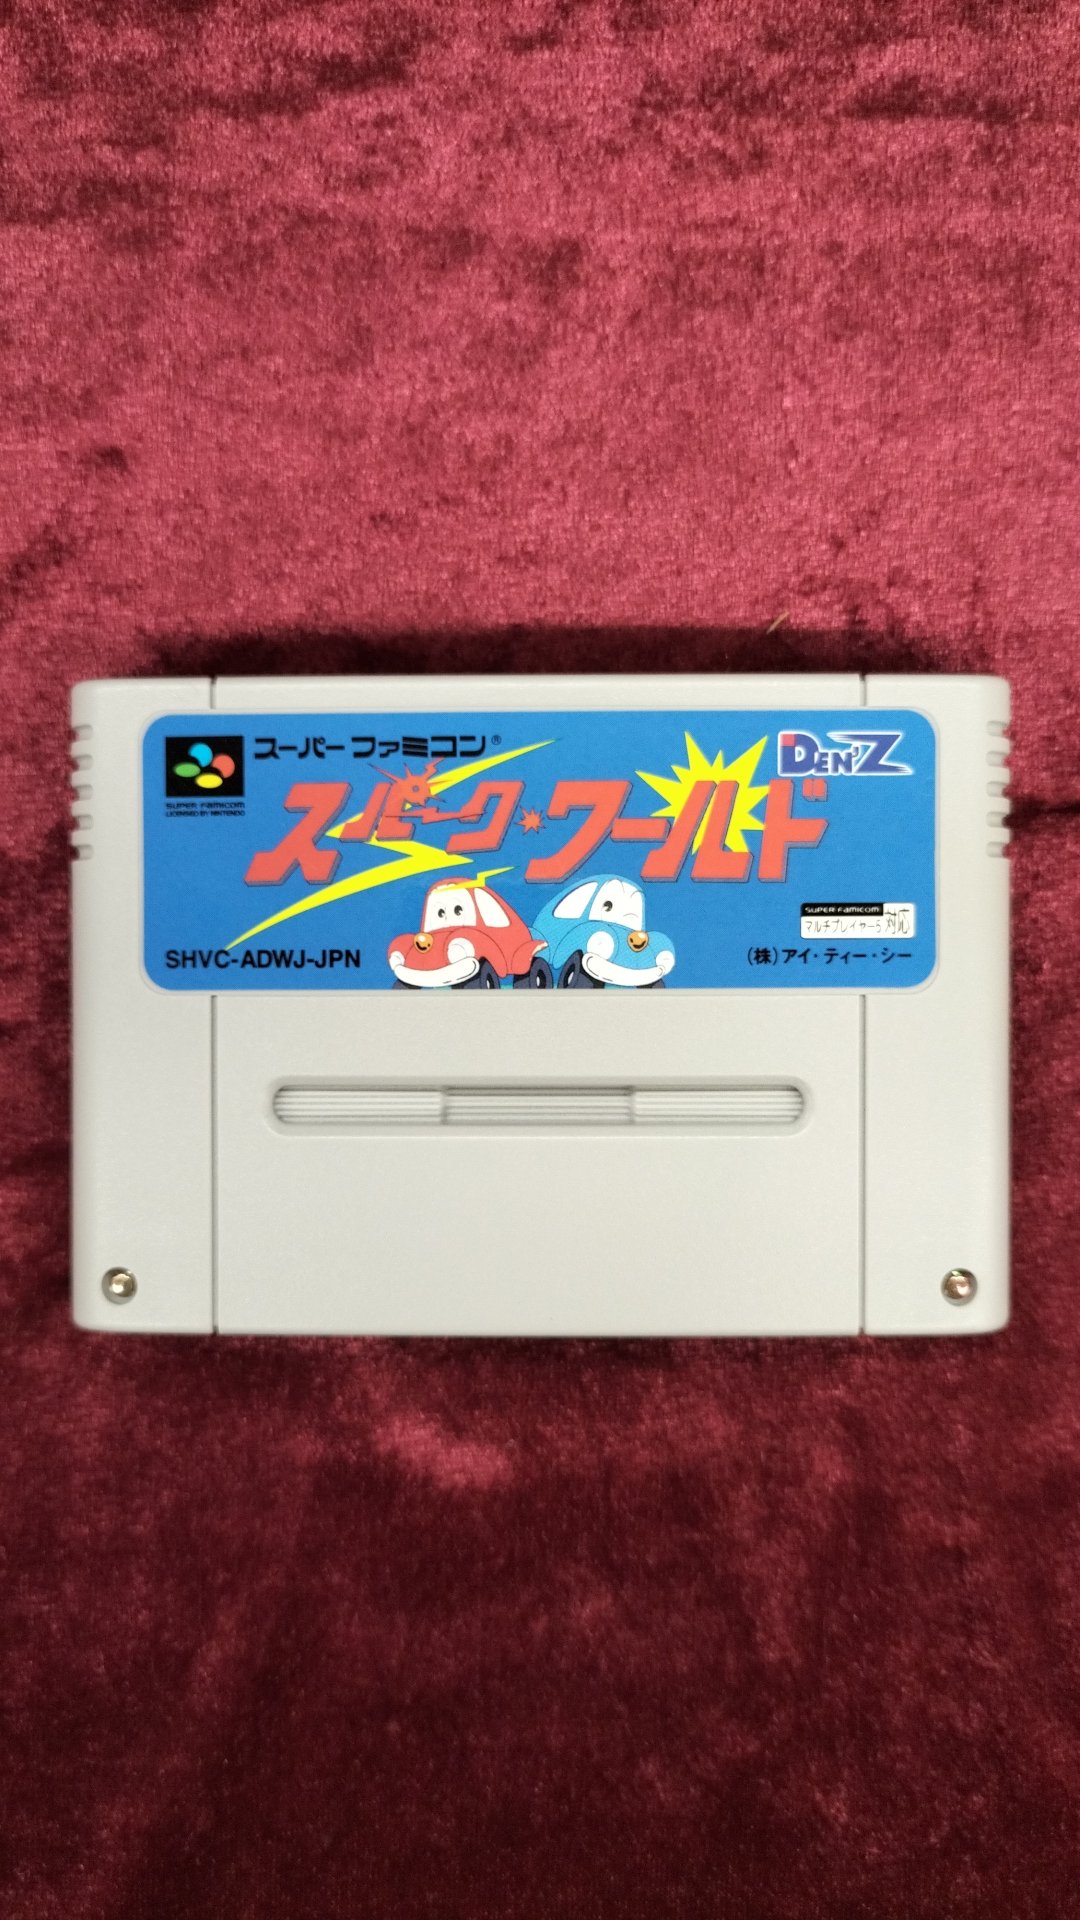 スーパーファミコン®
DEN'Z
スパーク・ワールド
SUPER FAMICOM
LICENSED BY NINTENDO
SUPER FAMICOM
マルチプレイヤー5 対応
SHVC-ADWJ-JPN
(株)アイ・ティー・シー